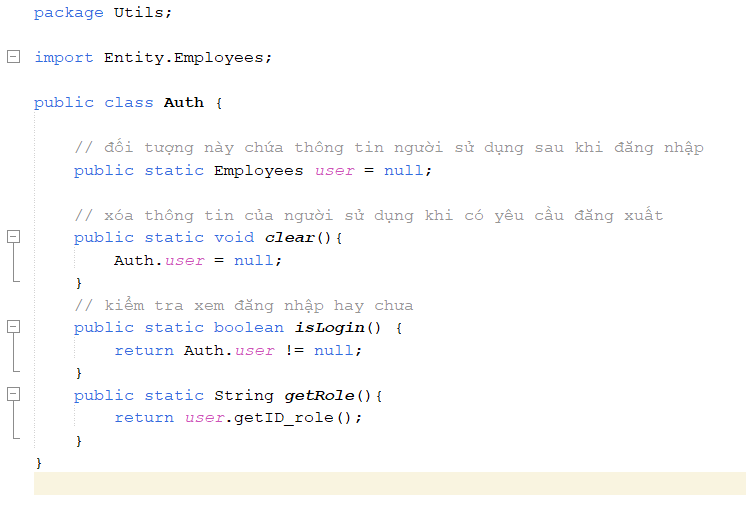 package Utils;
import Entity.Employees;
public class Auth {
// đối tượng này chứa thông tin người sử dụng sau khi đăng nhập
public static Employees user = null;
// xóa thông tin của người sử dụng khi có yêu cầu đăng xuất
public static void clear(){
Auth.user = null;
}
// kiểm tra xem đăng nhập hay chưa
public static boolean isLogin() {
return Auth.user != null;
}
public static String getRole(){
return user.getID_role();
}
}